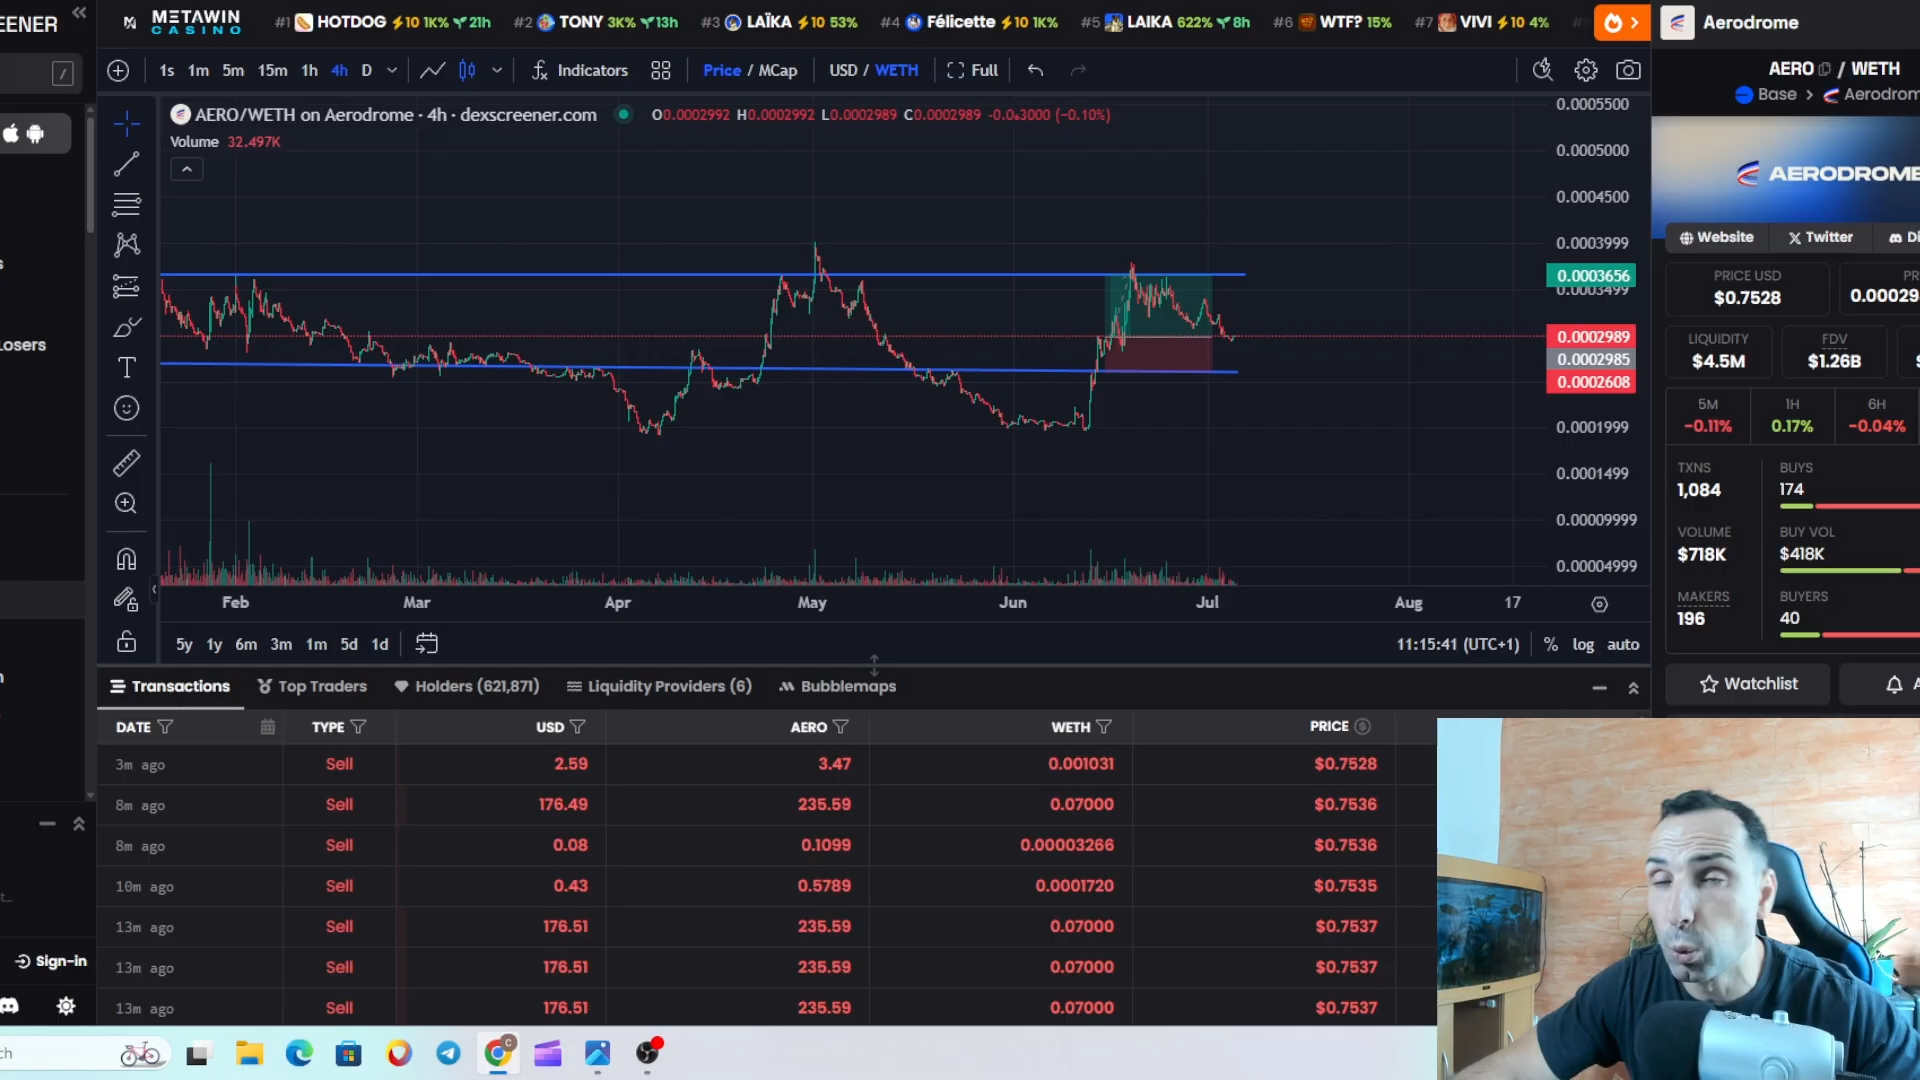 EENER
METAWIN
CASINO
#1 HOTDOG ⚡10 1K% 21h
#2 TONY 3K% 13h
#3 LAÏKA ⚡10 53%
#4 Félicette ⚡10 1K%
#5 LAIKA 622% 8h
#6 WTF? 15%
#7 VIVI ⚡10 4%
Aerodrome
/
1s 1m 5m 15m 1h 4h D
Indicators
Price / MCap
USD / WETH
Full
AERO / WETH
Base > Aerodrom
AERO/WETH on Aerodrome · 4h · dexscreener.com
O0.0002992 H0.0002992 L0.0002989 C0.0002989 -0.0₆3000 (−0.10%)
Volume 32.497K
0.0005500
0.0005000
0.0004500
0.0003999
0.0003656
0.0003499
0.0002989
0.0002985
0.0002608
0.0001999
0.0001499
0.00009999
0.00004999
Feb Mar Apr May Jun Jul Aug 17
5y 1y 6m 3m 1m 5d 1d
11:15:41 (UTC+1) % log auto
AERODROME
Website Twitter Di
PRICE USD
$0.7528
PR
0.00029
LIQUIDITY
$4.5M
FDV
$1.26B
$
5M
-0.11%
1H
0.17%
6H
-0.04%
TXNS
1,084
BUYS
174
VOLUME
$718K
BUY VOL
$418K
MAKERS
196
BUYERS
40
Watchlist A
s
Losers
n
Sign-in
Transactions Top Traders Holders (621,871) Liquidity Providers (6) Bubblemaps
DATE TYPE USD AERO WETH PRICE
3m ago Sell 2.59 3.47 0.001031 $0.7528
8m ago Sell 176.49 235.59 0.07000 $0.7536
8m ago Sell 0.08 0.1099 0.00003266 $0.7536
10m ago Sell 0.43 0.5789 0.0001720 $0.7535
13m ago Sell 176.51 235.59 0.07000 $0.7537
13m ago Sell 176.51 235.59 0.07000 $0.7537
13m ago Sell 176.51 235.59 0.07000 $0.7537
ch